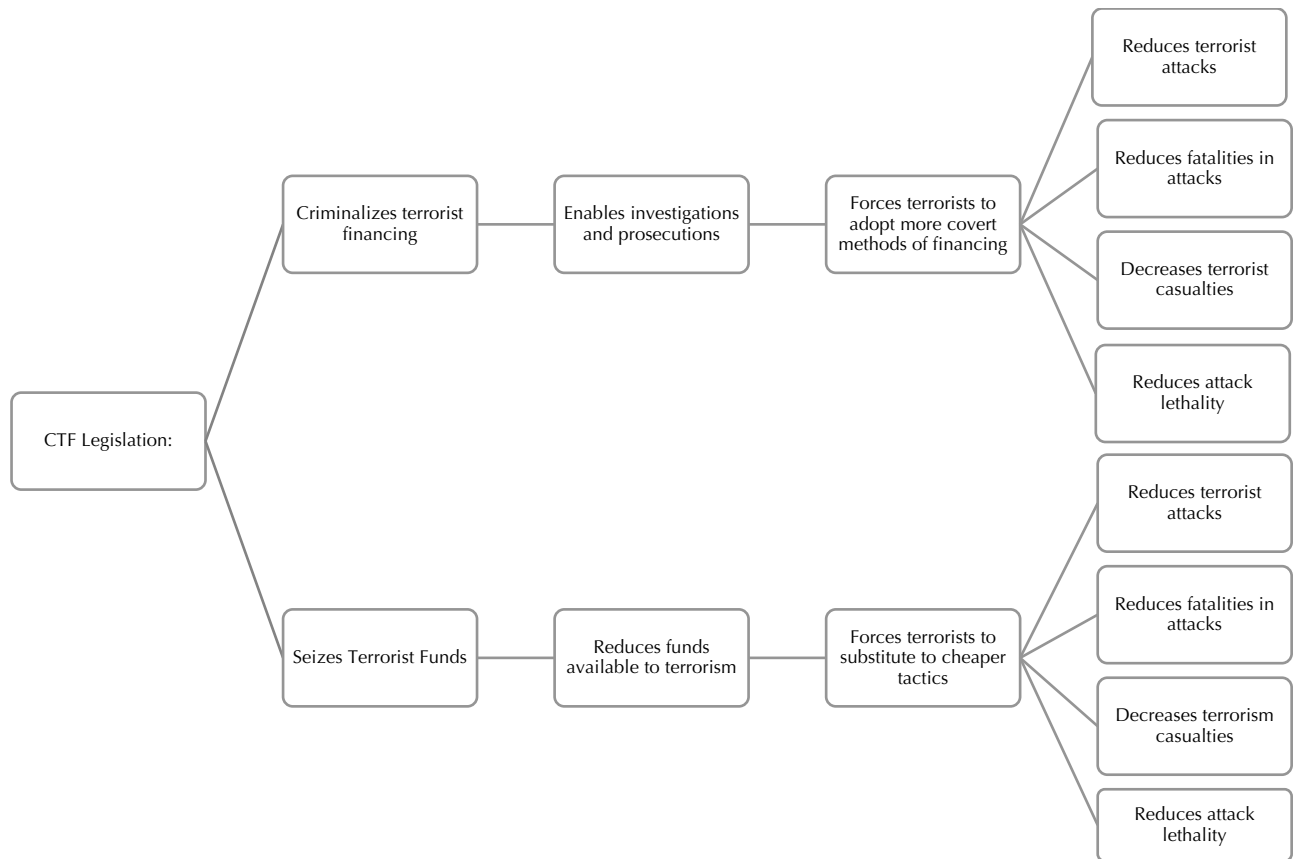 CTF Legislation:
Criminalizes terrorist
financing
Enables investigations
and prosecutions
Forces terrorists to
adopt more covert
methods of financing
Reduces terrorist
attacks
Reduces fatalities in
attacks
Decreases terrorist
casualties
Reduces attack
lethality
Seizes Terrorist Funds
Reduces funds
available to terrorism
Forces terrorists to
substitute to cheaper
tactics
Reduces terrorist
attacks
Reduces fatalities in
attacks
Decreases terrorism
casualties
Reduces attack
lethality